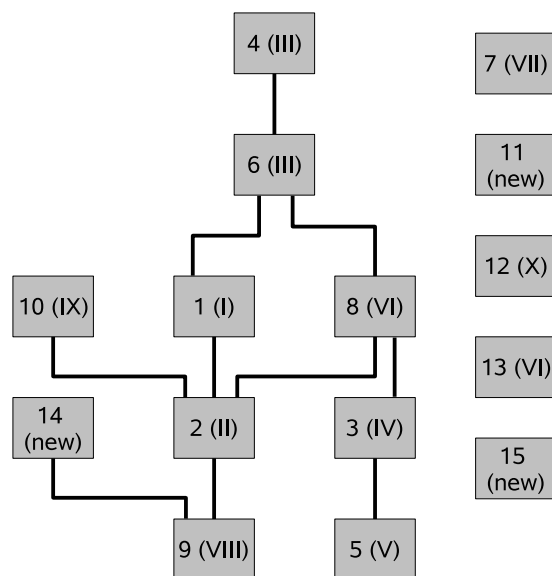 4 (III)
7 (VII)
6 (III)
11
(new)
12 (X)
10 (IX)
1 (I)
8 (VI)
13 (VI)
14
(new)
2 (II)
3 (IV)
15
(new)
9 (VIII)
5 (V)